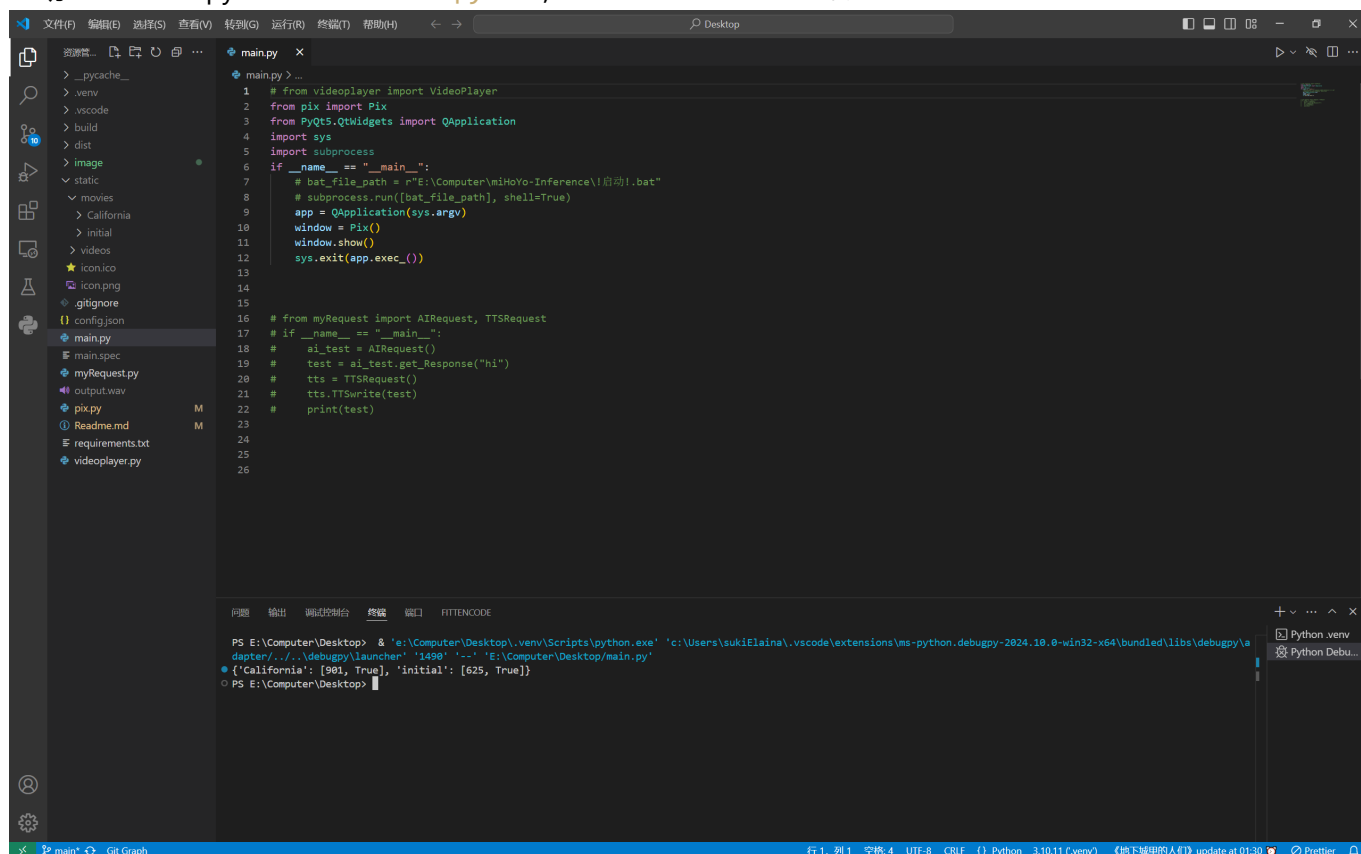 文件(F) 编辑(E) 选择(S) 查看(V) 转到(G) 运行(R) 终端(T) 帮助(H) Desktop
资源管... main.py
main.py > ...
__pycache__
.venv
.vscode
build
dist
image
static
movies
California
initial
videos
icon.ico
icon.png
.gitignore
config.json
main.py
main.spec
myRequest.py
output.wav
pix.py M
Readme.md M
requirements.txt
videoplayer.py
10
1 # from videoplayer import VideoPlayer
2 from pix import Pix
3 from PyQt5.QtWidgets import QApplication
4 import sys
5 import subprocess
6 if __name__ == "__main__":
7 # bat_file_path = r"E:\Computer\miHoYo-Inference\!启动!.bat"
8 # subprocess.run([bat_file_path], shell=True)
9 app = QApplication(sys.argv)
10 window = Pix()
11 window.show()
12 sys.exit(app.exec_())
13
14
15
16 # from myRequest import AIRequest, TTSRequest
17 # if __name__ == "__main__":
18 # ai_test = AIRequest()
19 # test = ai_test.get_Response("hi")
20 # tts = TTSRequest()
21 # tts.TTSwrite(test)
22 # print(test)
23
24
25
26
问题 输出 调试控制台 终端 端口 FITTENCODE
PS E:\Computer\Desktop> & 'e:\Computer\Desktop\.venv\Scripts\python.exe' 'c:\Users\sukiElaina\.vscode\extensions\ms-python.debugpy-2024.10.0-win32-x64\bundled\libs\debugpy\a
dapter/../..\debugpy\launcher' '1490' '--' 'E:\Computer\Desktop/main.py'
{'California': [901, True], 'initial': [625, True]}
PS E:\Computer\Desktop>
Python .venv
Python Debu...
main* Git Graph 行 1, 列 1 空格: 4 UTF-8 CRLF {} Python 3.10.11 ('.venv') 《地下城里的人们》 update at 01:30 Prettier